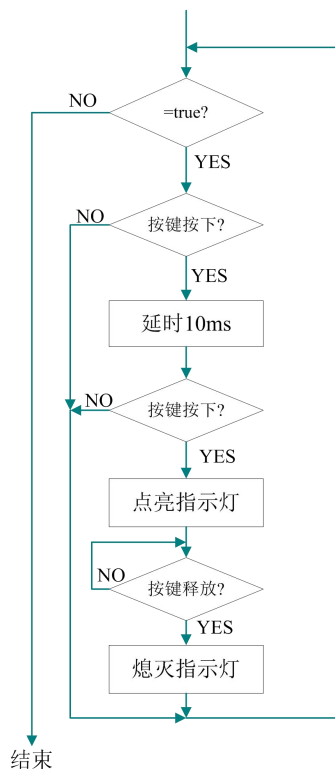 NO
=true?
YES
NO
按键按下?
YES
延时10ms
NO
按键按下?
YES
点亮指示灯
NO
按键释放?
YES
熄灭指示灯
结束